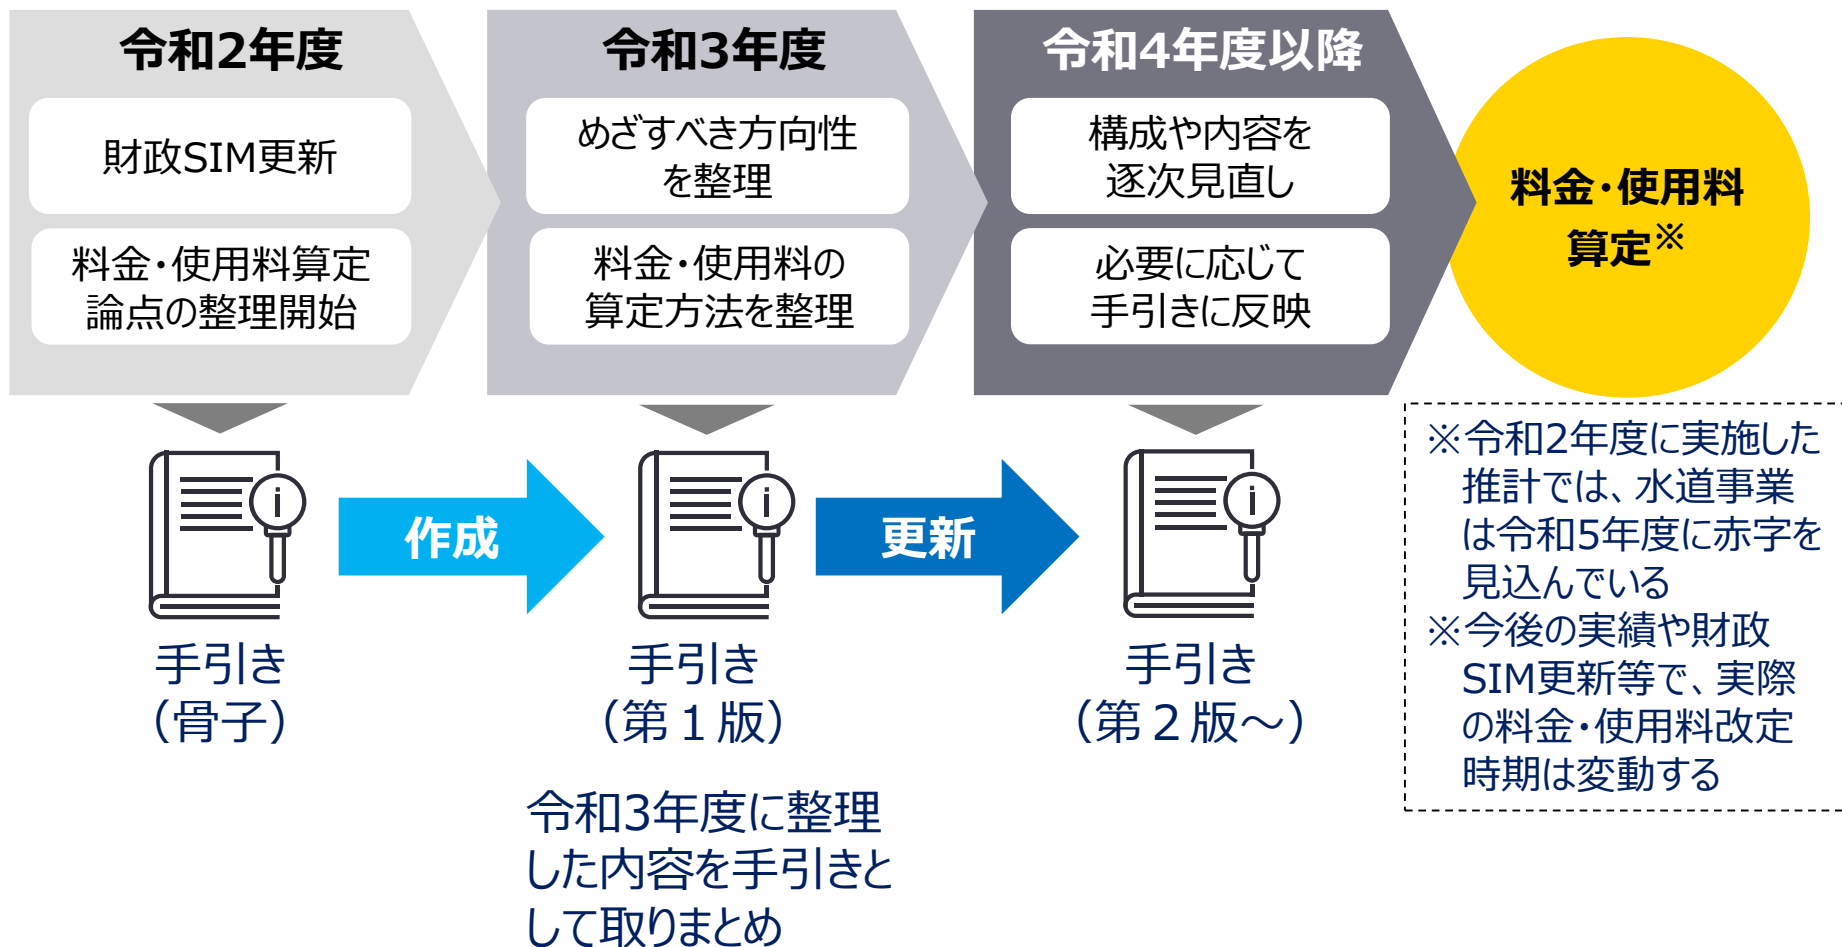 令和2年度
財政SIM更新
料金・使用料算定
論点の整理開始
令和3年度
めざすべき方向性
を整理
料金・使用料の
算定方法を整理
令和4年度以降
構成や内容を
逐次見直し
必要に応じて
手引きに反映
料金・使用料
算定※
手引き
（骨子）
作成
手引き
（第１版）
更新
手引き
（第２版～）
令和3年度に整理
した内容を手引きと
して取りまとめ
※令和2年度に実施した
推計では、水道事業
は令和5年度に赤字を
見込んでいる
※今後の実績や財政
SIM更新等で、実際
の料金・使用料改定
時期は変動する